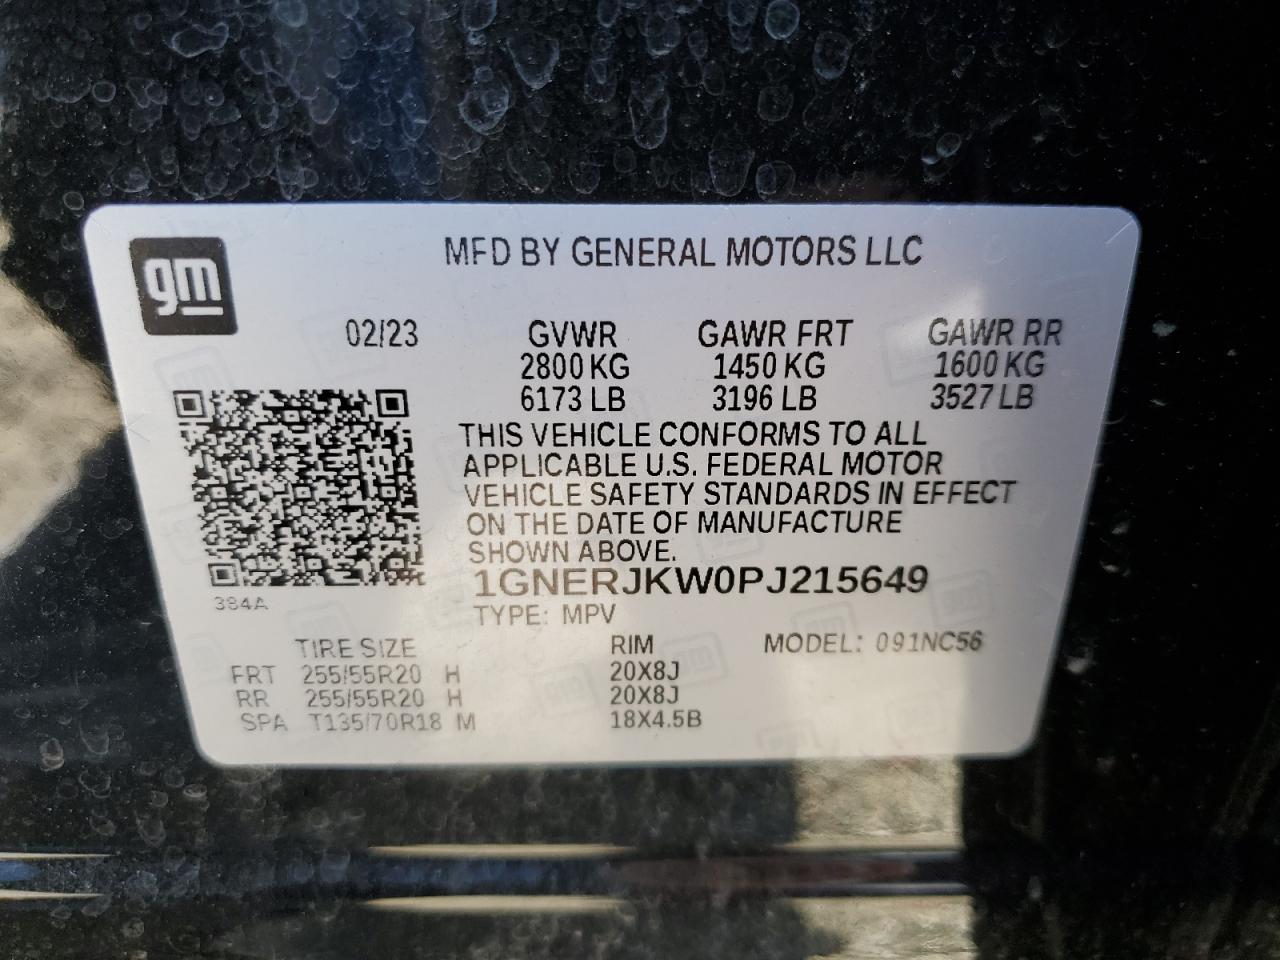 gm
MFD BY GENERAL MOTORS LLC
02/23 GVWR GAWR FRT GAWR RR
2800 KG 1450 KG 1600 KG
6173 LB 3196 LB 3527 LB
THIS VEHICLE CONFORMS TO ALL
APPLICABLE U.S. FEDERAL MOTOR
VEHICLE SAFETY STANDARDS IN EFFECT
ON THE DATE OF MANUFACTURE
SHOWN ABOVE.
1GNERJKW0PJ215649
384A
TYPE: MPV
TIRE SIZE RIM MODEL: 091NC56
FRT 255/55R20 H 20X8J
RR 255/55R20 H 20X8J
SPA T135/70R18 M 18X4.5B